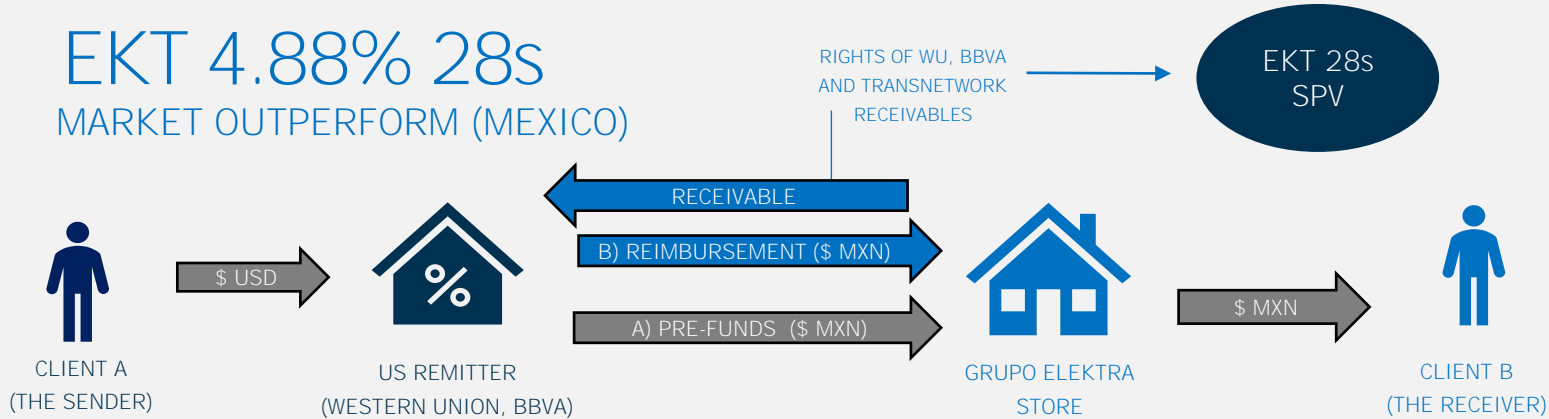 EKT 4.88% 28s
MARKET OUTPERFORM (MEXICO)
RIGHTS OF WU, BBVA
AND TRANSNETWORK
RECEIVABLES
EKT 28s
SPV
RECEIVABLE
B) REIMBURSEMENT ($ MXN)
$ USD
%
A) PRE-FUNDS ($ MXN)
$ MXN
CLIENT A
(THE SENDER)
US REMITTER
(WESTERN UNION, BBVA)
GRUPO ELEKTRA
STORE
CLIENT B
(THE RECEIVER)